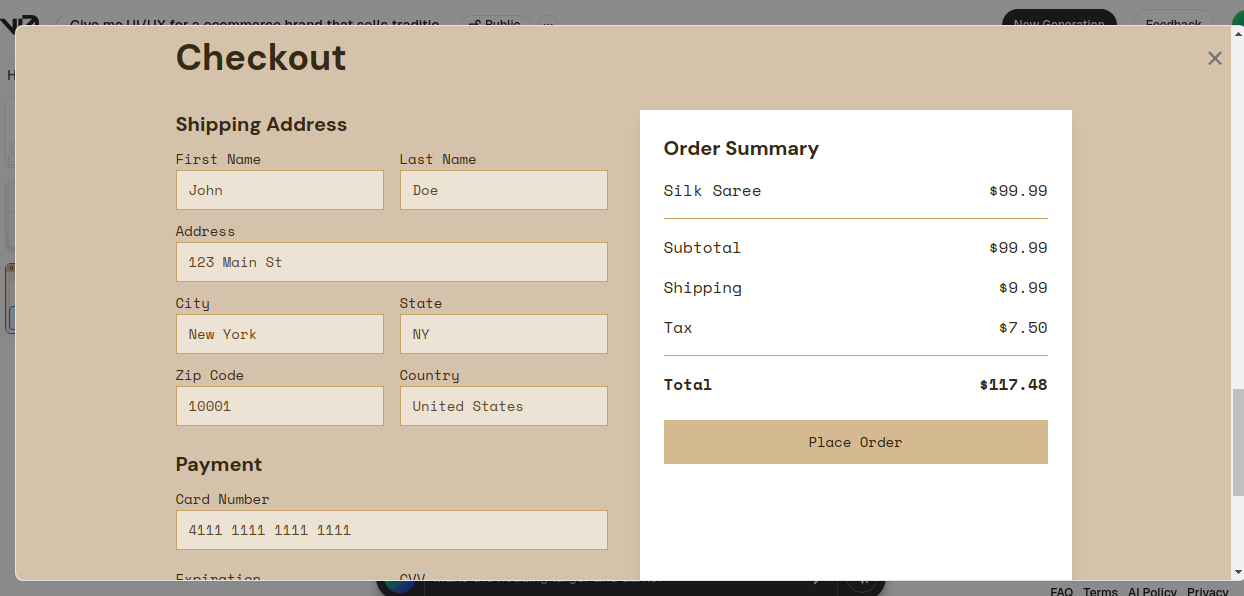 Give me UI/UX for a ecommerce brand that sells traditio
Public
New Generation
Feedback
Checkout
Shipping Address
First Name
Last Name
John
Doe
Address
123 Main St
City
State
New York
NY
Zip Code
Country
10001
United States
Payment
Card Number
4111 1111 1111 1111
Expiration
CVV
Order Summary
Silk Saree $99.99
Subtotal $99.99
Shipping $9.99
Tax $7.50
Total $117.48
Place Order
FAQ Terms AI Policy Privacy